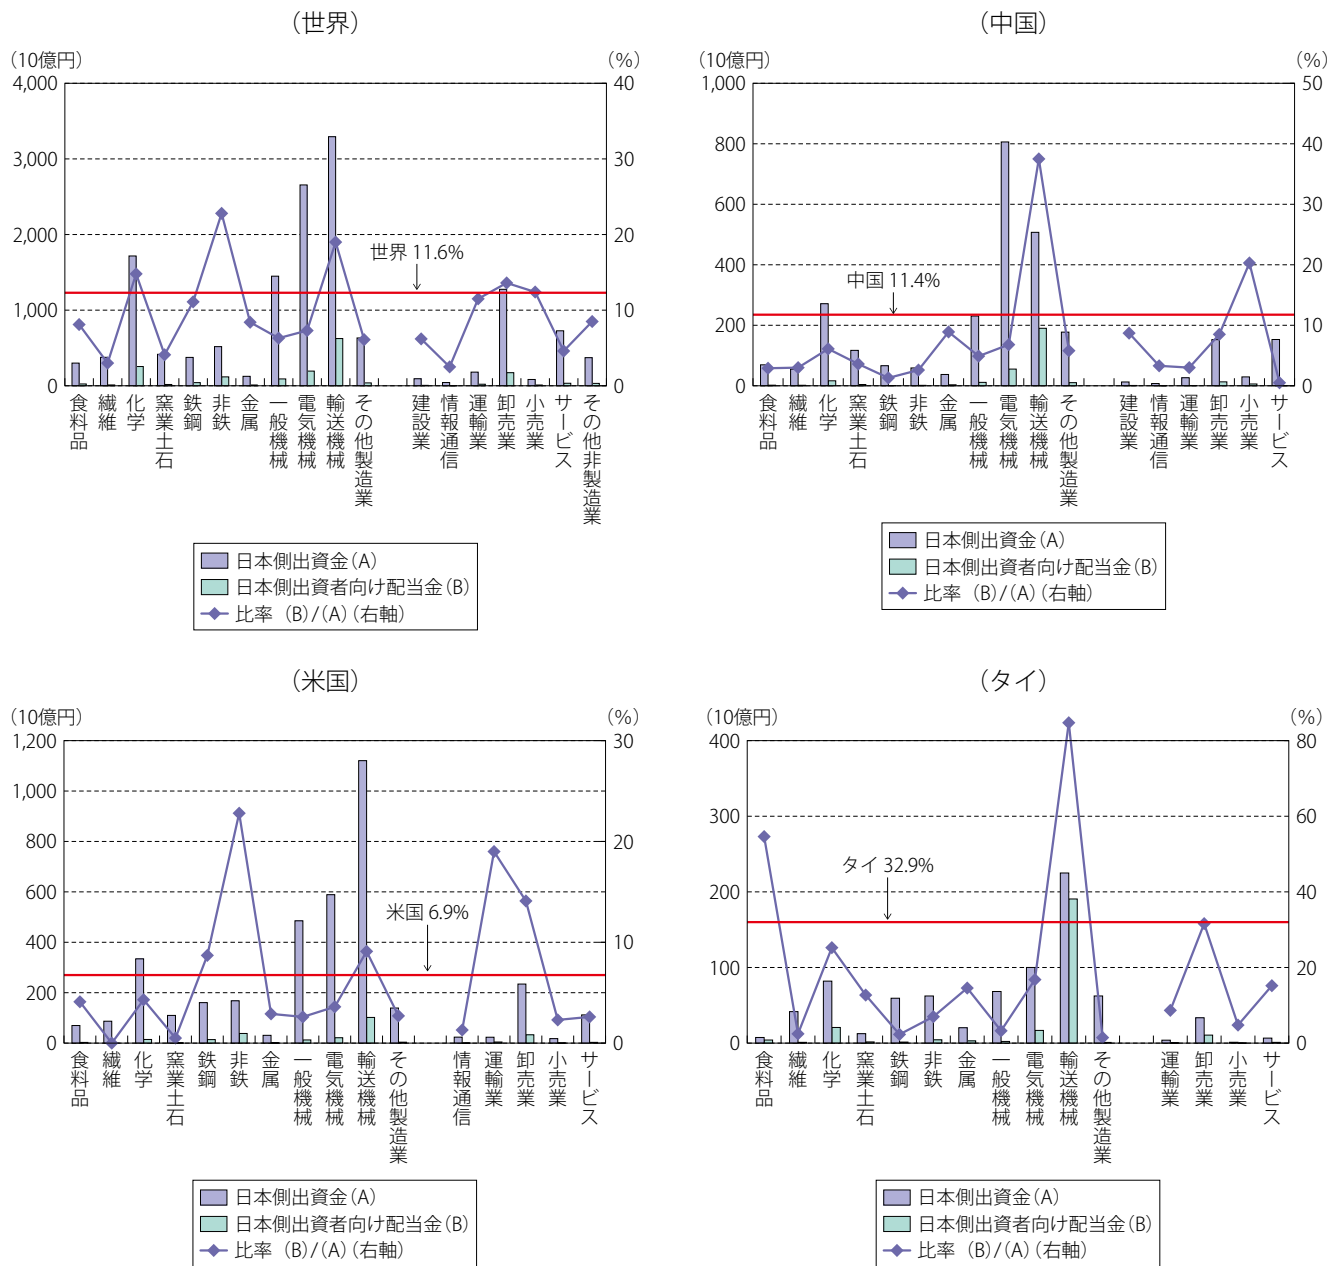 （世界）
（10億円）
（%）
4,000
3,000
2,000
1,000
0
40
30
20
10
0
世界 11.6%
食料品
繊維
化学
窯業土石
鉄鋼
非鉄
金属
一般機械
電気機械
輸送機械
その他製造業
建設業
情報通信
運輸業
卸売業
小売業
サービス
その他非製造業
日本側出資金（A）
日本側出資者向け配当金（B）
比率（B）/（A）（右軸）
（中国）
（10億円）
（%）
1,000
800
600
400
200
0
50
40
30
20
10
0
中国 11.4%
食料品
繊維
化学
窯業土石
鉄鋼
非鉄
金属
一般機械
電気機械
輸送機械
その他製造業
建設業
情報通信
運輸業
卸売業
小売業
サービス
日本側出資金（A）
日本側出資者向け配当金（B）
比率（B）/（A）（右軸）
（米国）
（10億円）
（%）
1,200
1,000
800
600
400
200
0
30
20
10
0
米国 6.9%
食料品
繊維
化学
窯業土石
鉄鋼
非鉄
金属
一般機械
電気機械
輸送機械
その他製造業
情報通信
運輸業
卸売業
小売業
サービス
日本側出資金（A）
日本側出資者向け配当金（B）
比率（B）/（A）（右軸）
（タイ）
（10億円）
（%）
400
300
200
100
0
80
60
40
20
0
タイ 32.9%
食料品
繊維
化学
窯業土石
鉄鋼
非鉄
金属
一般機械
電気機械
輸送機械
その他製造業
運輸業
卸売業
小売業
サービス
日本側出資金（A）
日本側出資者向け配当金（B）
比率（B）/（A）（右軸）